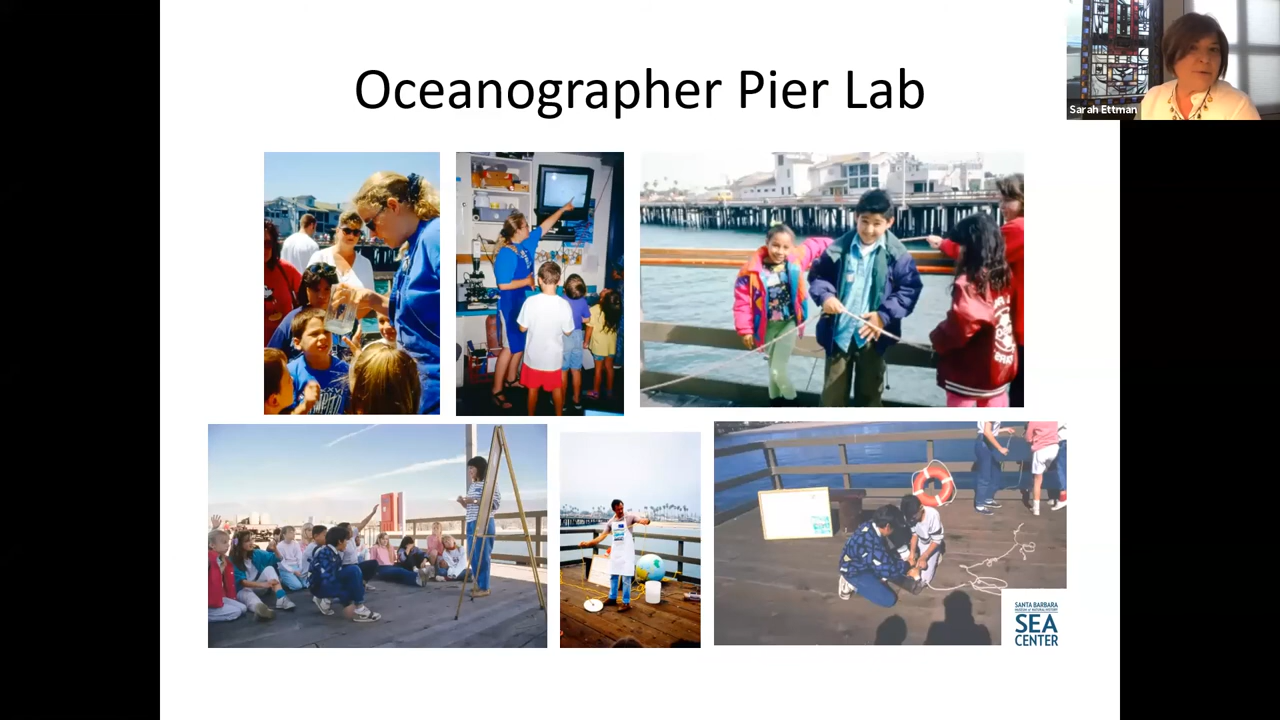 Oceanographer Pier Lab
Sarah Ettman
SANTA BARBARA
MUSEUM OF NATURAL HISTORY
SEA
CENTER